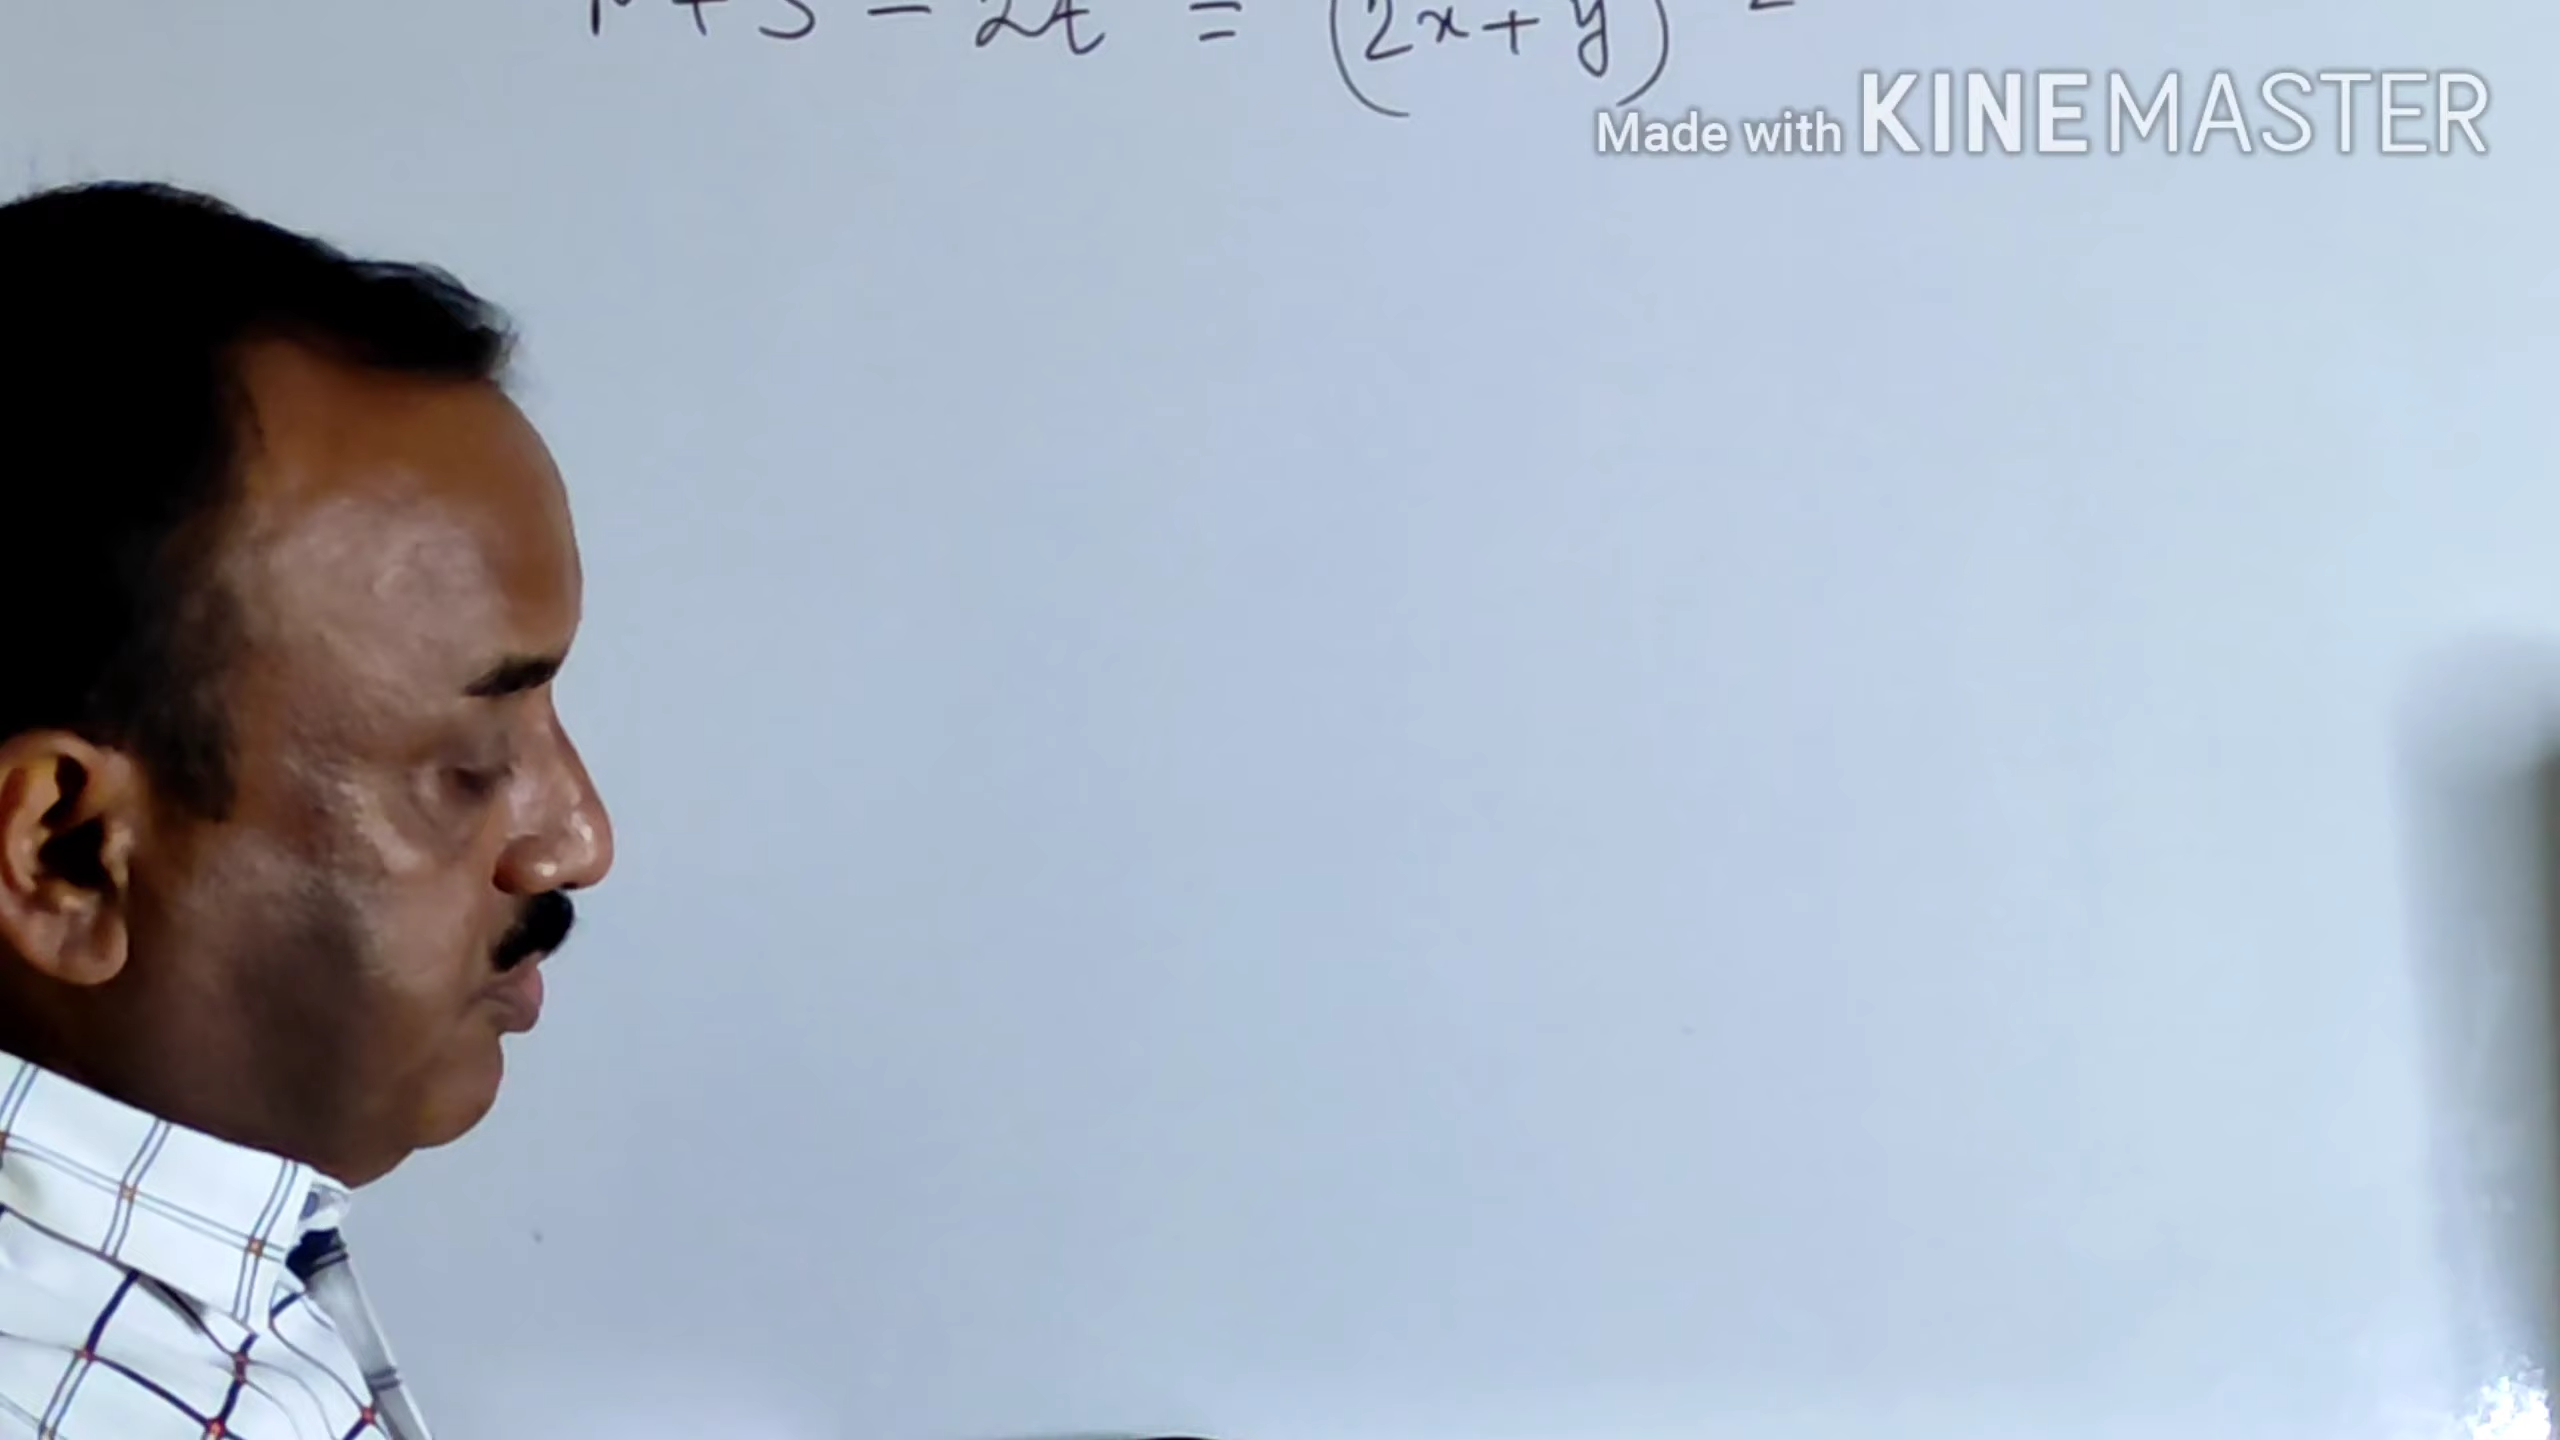 r + s - 2t = (2x+y)
Made with KINEMASTER